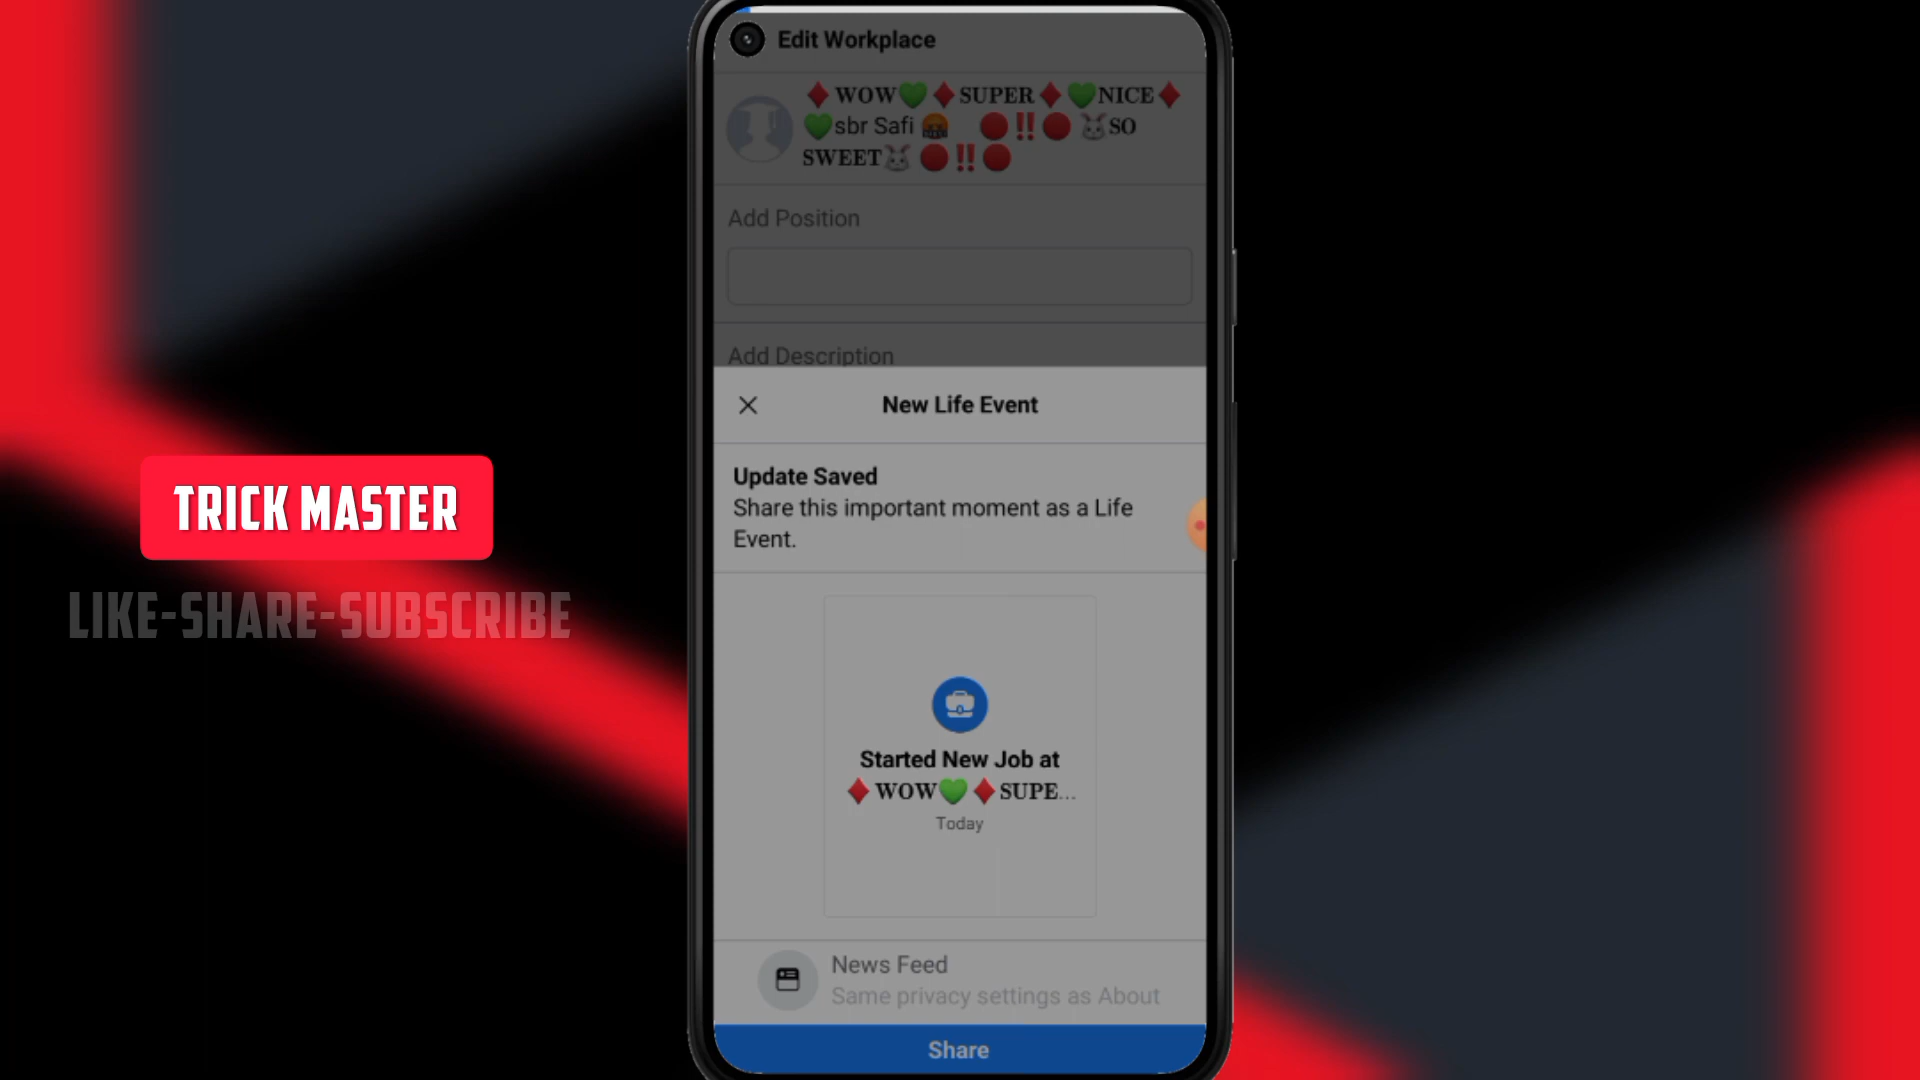 Edit Workplace
♦️WOW💚♦️SUPER♦️💚NICE♦️
💚sbr Safi 🤬 🔴‼️🔴 🐰SO
SWEET🐰 🔴‼️🔴
Add Position
Add Description
New Life Event
Update Saved
Share this important moment as a Life
Event.
TRICK MASTER
LIKE-SHARE-SUBSCRIBE
Started New Job at
♦️WOW💚♦️SUPE...
Today
News Feed
Same privacy settings as About
Share